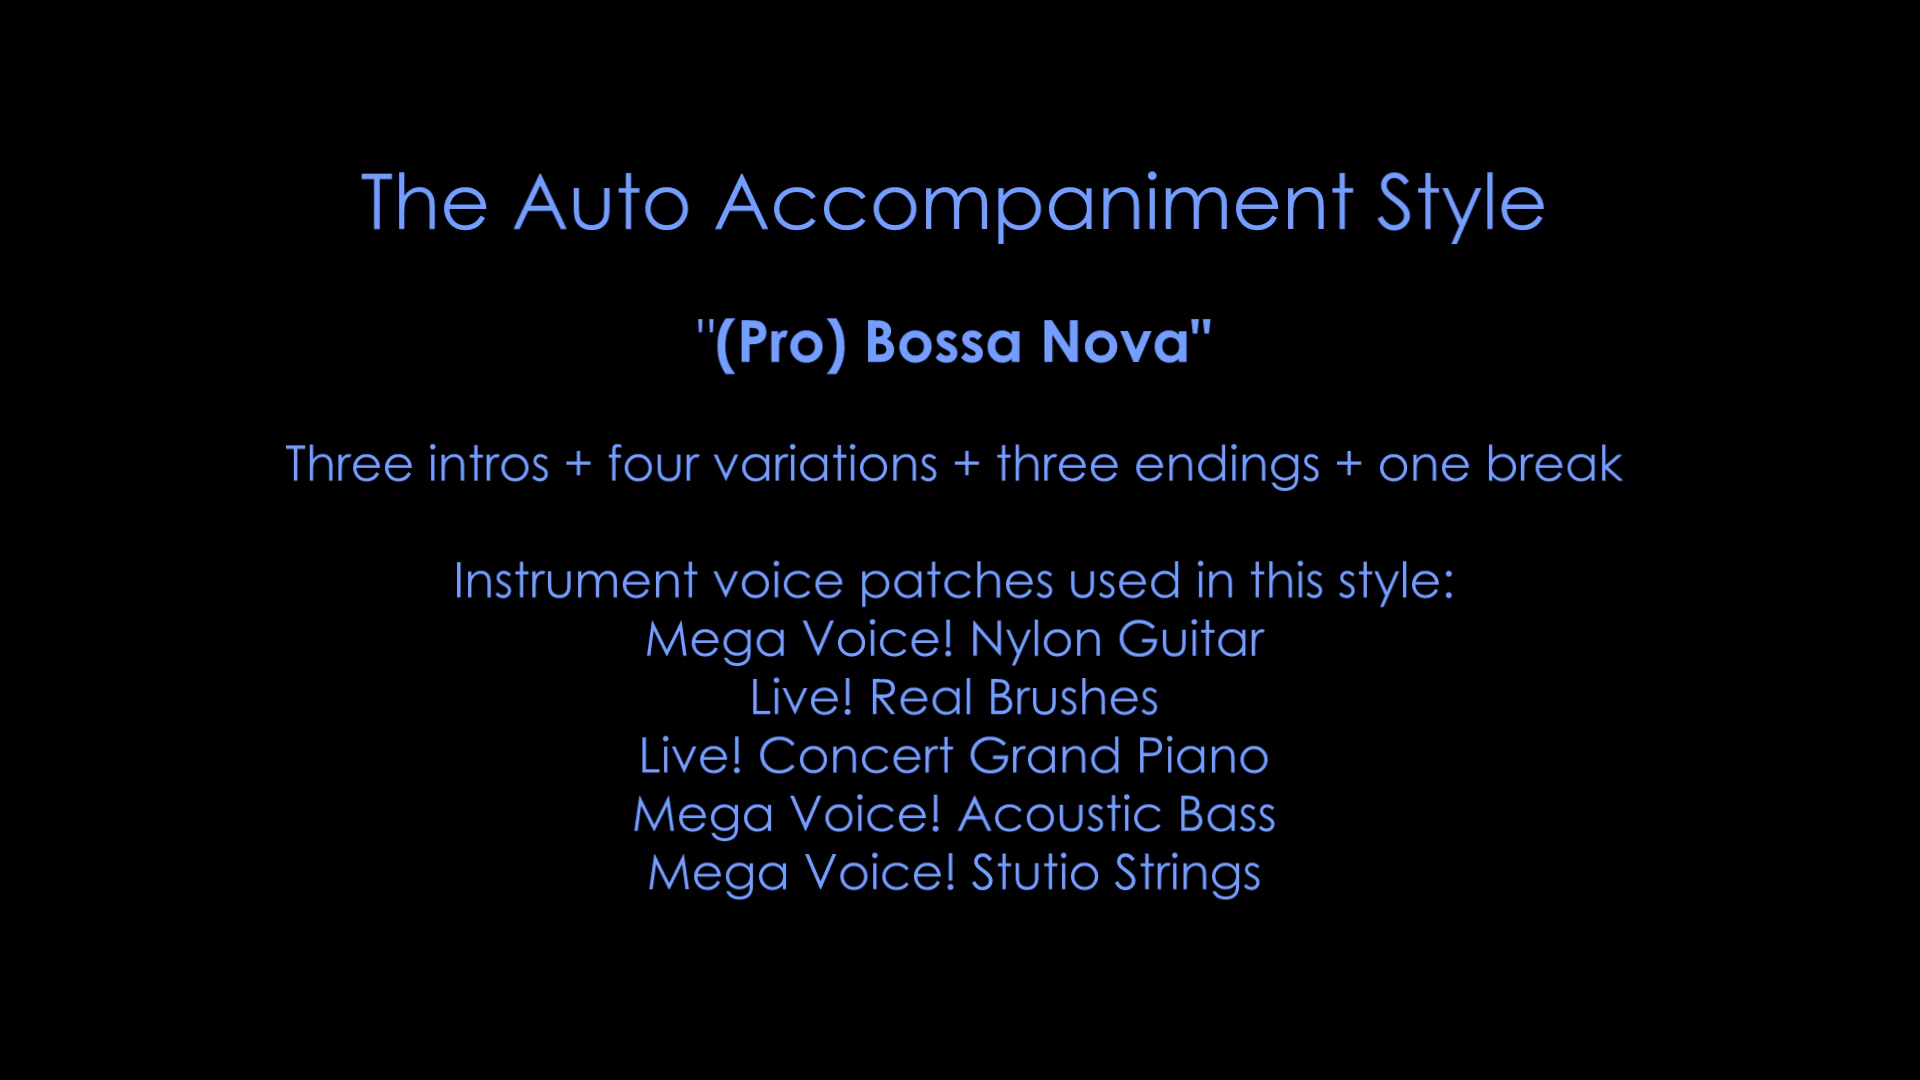 The Auto Accompaniment Style
"(Pro) Bossa Nova"
Three intros + four variations + three endings + one break
Instrument voice patches used in this style:
Mega Voice! Nylon Guitar
Live! Real Brushes
Live! Concert Grand Piano
Mega Voice! Acoustic Bass
Mega Voice! Stutio Strings